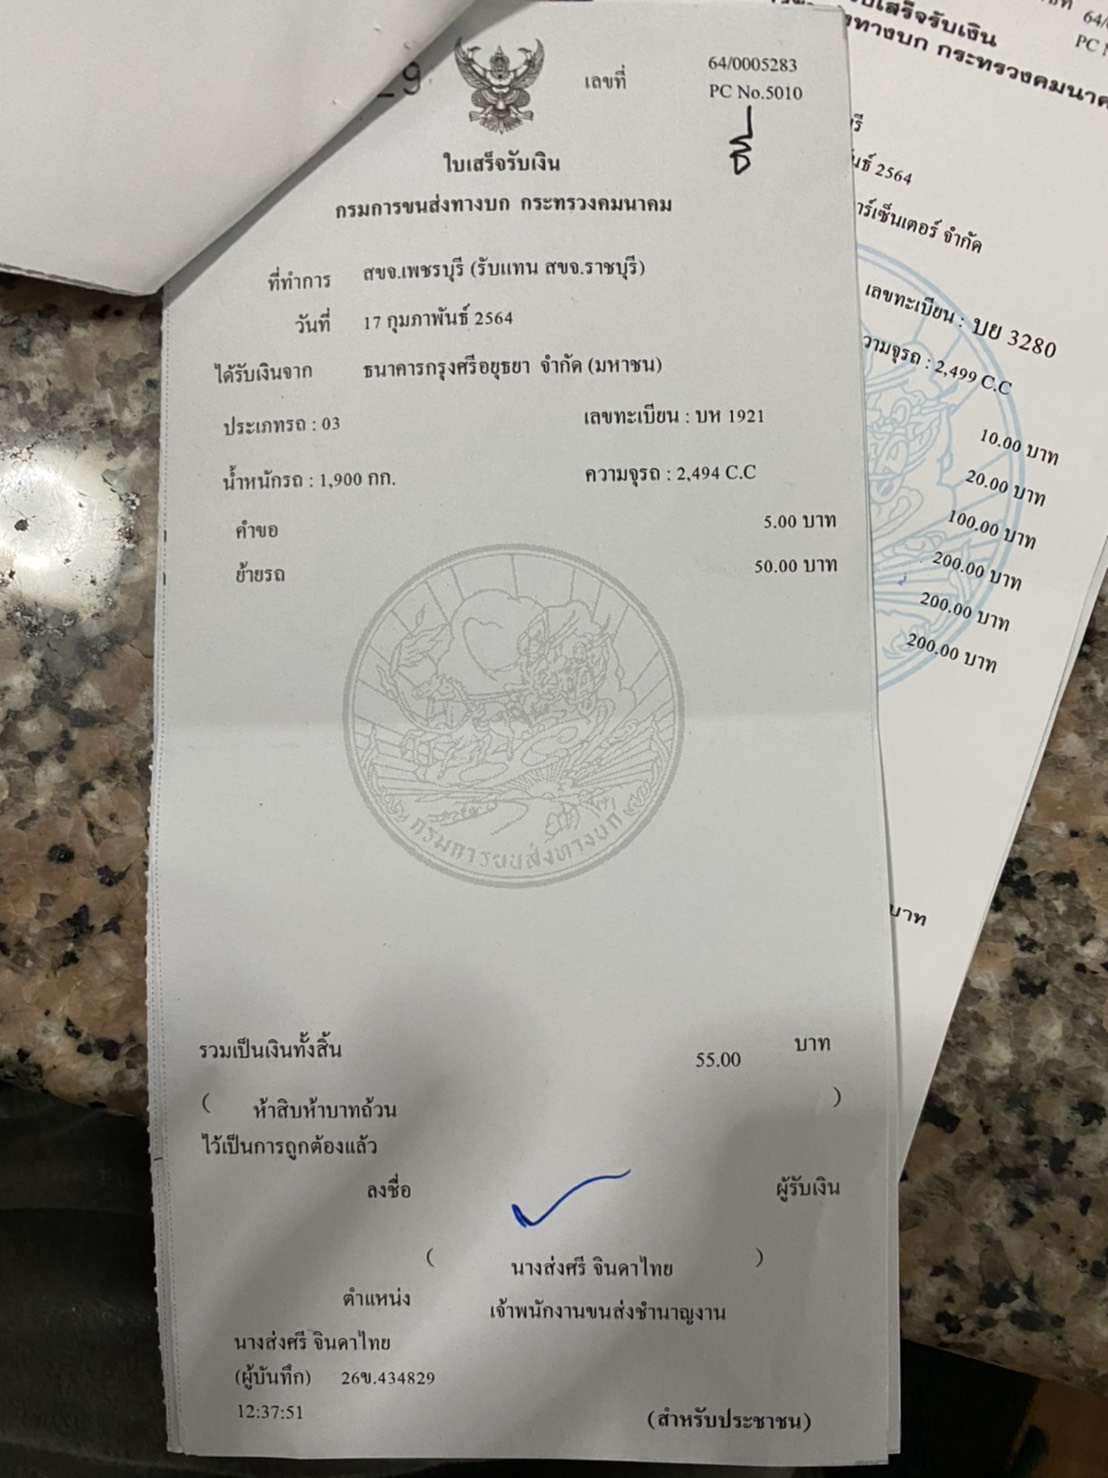 เลขที่ 64/0005283
PC No.5010
ใบเสร็จรับเงิน
กรมการขนส่งทางบก กระทรวงคมนาคม
ที่ทำการ สขจ.เพชรบุรี (รับแทน สขจ.ราชบุรี)
วันที่ 17 กุมภาพันธ์ 2564
ได้รับเงินจาก ธนาคารกรุงศรีอยุธยา จำกัด (มหาชน)
ประเภทรถ : 03 เลขทะเบียน : บห 1921
น้ำหนักรถ : 1,900 กก. ความจุรถ : 2,494 C.C
คำขอ 5.00 บาท
ย้ายรถ 50.00 บาท
กรมการขนส่งทางบก
รวมเป็นเงินทั้งสิ้น 55.00 บาท
( ห้าสิบห้าบาทถ้วน )
ไว้เป็นการถูกต้องแล้ว
ลงชื่อ ผู้รับเงิน
( นางส่งศรี จินดาไทย )
ตำแหน่ง เจ้าพนักงานขนส่งชำนาญงาน
นางส่งศรี จินดาไทย
(ผู้บันทึก) 26ข.434829
12:37:51
(สำหรับประชาชน)
ทางบก กระทรวงคมนาค
2564
จำกัด
เลขทะเบียน : บย 3280
ความจุรถ : 2,499 C.C
10.00 บาท
20.00 บาท
100.00 บาท
200.00 บาท
200.00 บาท
200.00 บาท
บาท